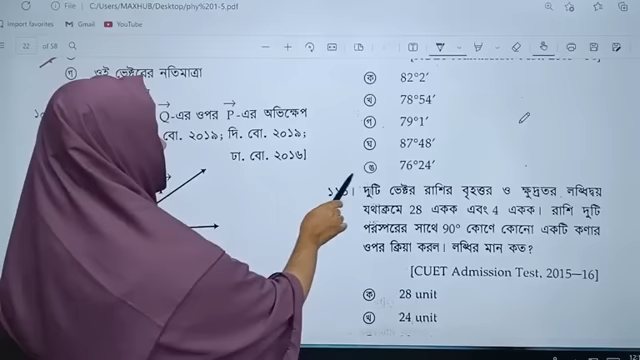 File
C:/Users/MAXHUB/Desktop/phy%201-5.pdf
import favorites
Gmail
YouTube
22 of 58
গ ওই ভেক্টরের নতিমাত্রা
Q-এর ওপর P-এর অভিক্ষেপ
বো. ২০১৯; দি. বো. ২০১৯;
ঢা. বো. ২০১৬]
ক 82°2′
খ 78°54′
গ 79°1′
ঘ 87°48′
ঙ 76°24′
দুটি ভেক্টর রাশির বৃহত্তর ও ক্ষুদ্রতর লব্ধিদ্বয়
যথাক্রমে 28 একক এবং 4 একক। রাশি দুটি
পরস্পরের সাথে 90° কোণে কোনো একটি কণার
ওপর ক্রিয়া করল। লব্ধির মান কত?
[CUET Admission Test, 2015—16]
ক 28 unit
খ 24 unit